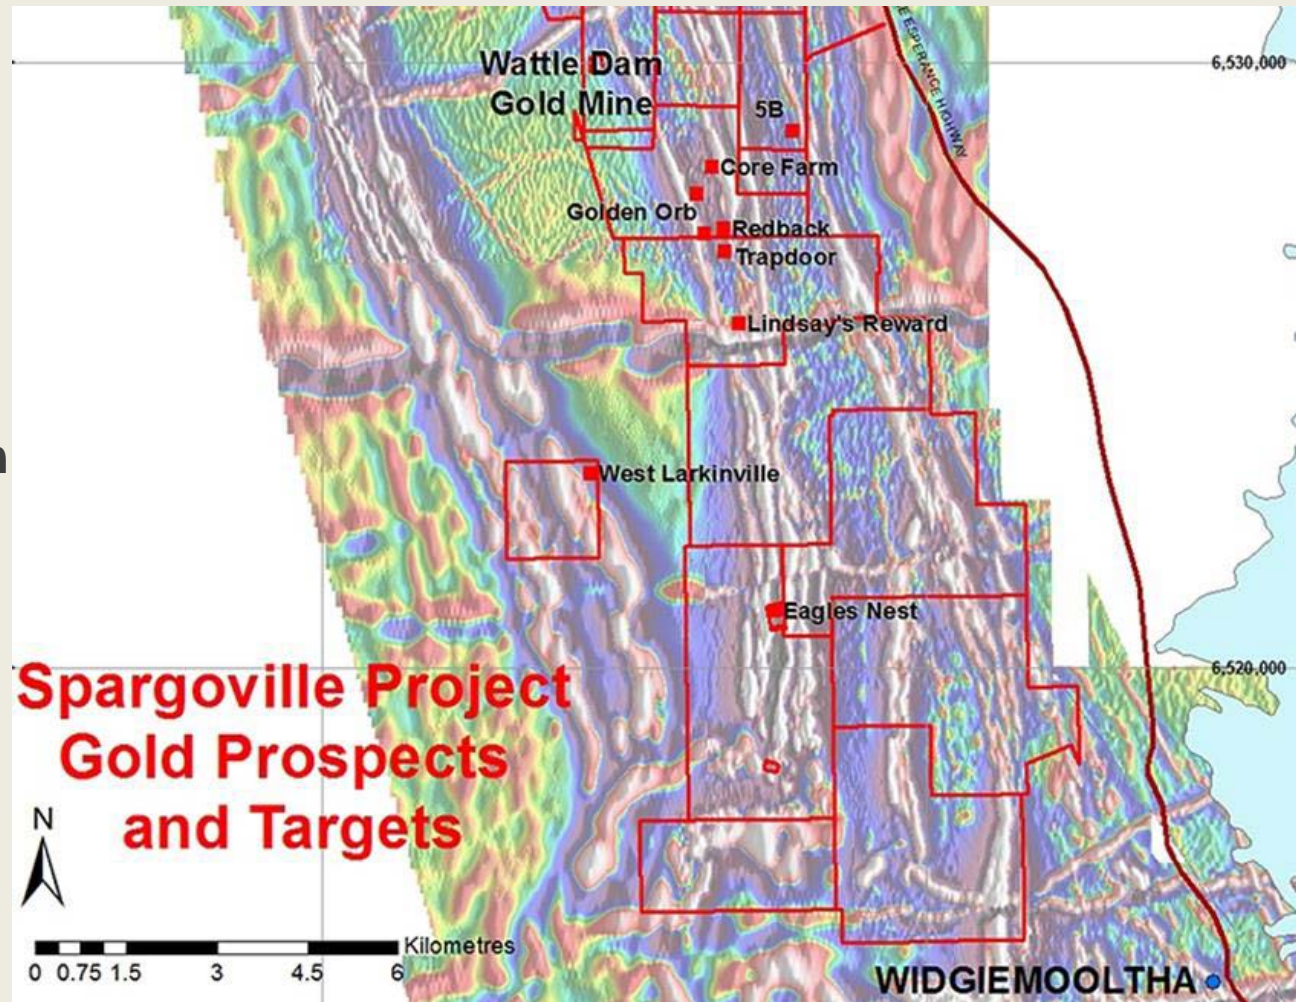 Wattle Dam
Gold Mine
6,530,000
E ESPERANCE HIGHWAY
5B
Core Farm
Golden Orb
Redback
Trapdoor
Lindsay's Reward
West Larkinville
Eagles Nest
6,520,000
Spargoville Project
Gold Prospects
and Targets
N
Kilometres
0 0.75 1.5 3 4.5 6
WIDGIEMOOLTHA